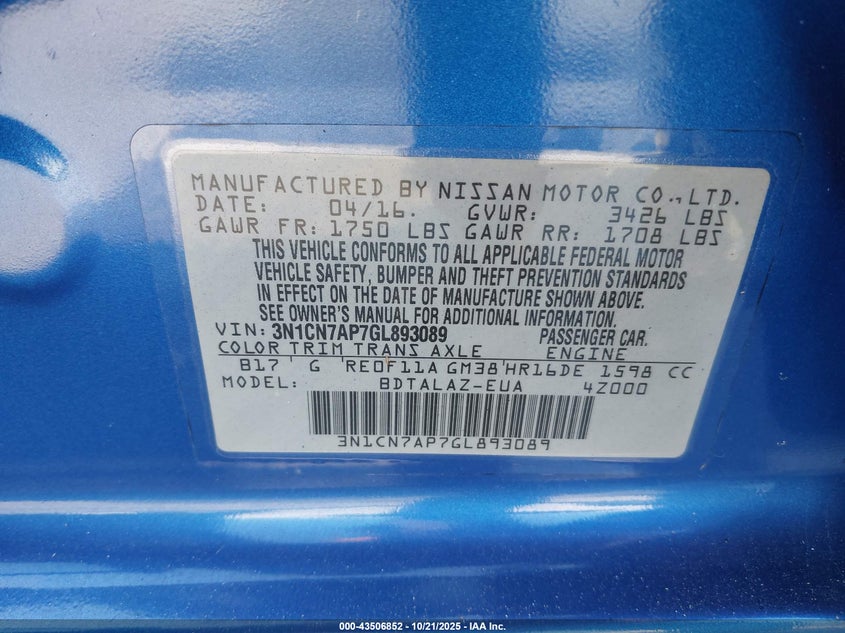 MANUFACTURED BY NISSAN MOTOR CO., LTD.
DATE: 04/16. GVWR: 3426 LBS
GAWR FR: 1750 LBS GAWR RR: 1708 LBS
THIS VEHICLE CONFORMS TO ALL APPLICABLE FEDERAL MOTOR
VEHICLE SAFETY, BUMPER AND THEFT PREVENTION STANDARDS
IN EFFECT ON THE DATE OF MANUFACTURE SHOWN ABOVE.
SEE OWNER'S MANUAL FOR ADDITIONAL INFORMATION.
VIN: 3N1CN7AP7GL893089 PASSENGER CAR.
COLOR TRIM TRANS AXLE ENGINE
B17 G RE0F11A GM38 HR16DE 1598 CC
MODEL: BDTALAZ-EUA 4Z000
3N1CN7AP7GL893089
000-43506852 - 10/21/2025 - IAA Inc.